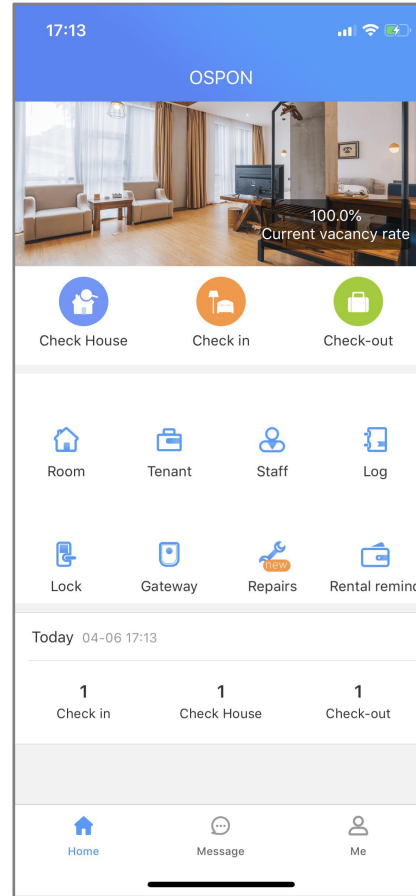 17:13
OSPON
100.0%
Current vacancy rate
Check House
Check in
Check-out
Room
Tenant
Staff
Log
new
Lock
Gateway
Repairs
Rental remind
Today 04-06 17:13
1
1
1
Check in
Check House
Check-out
Home
Message
Me